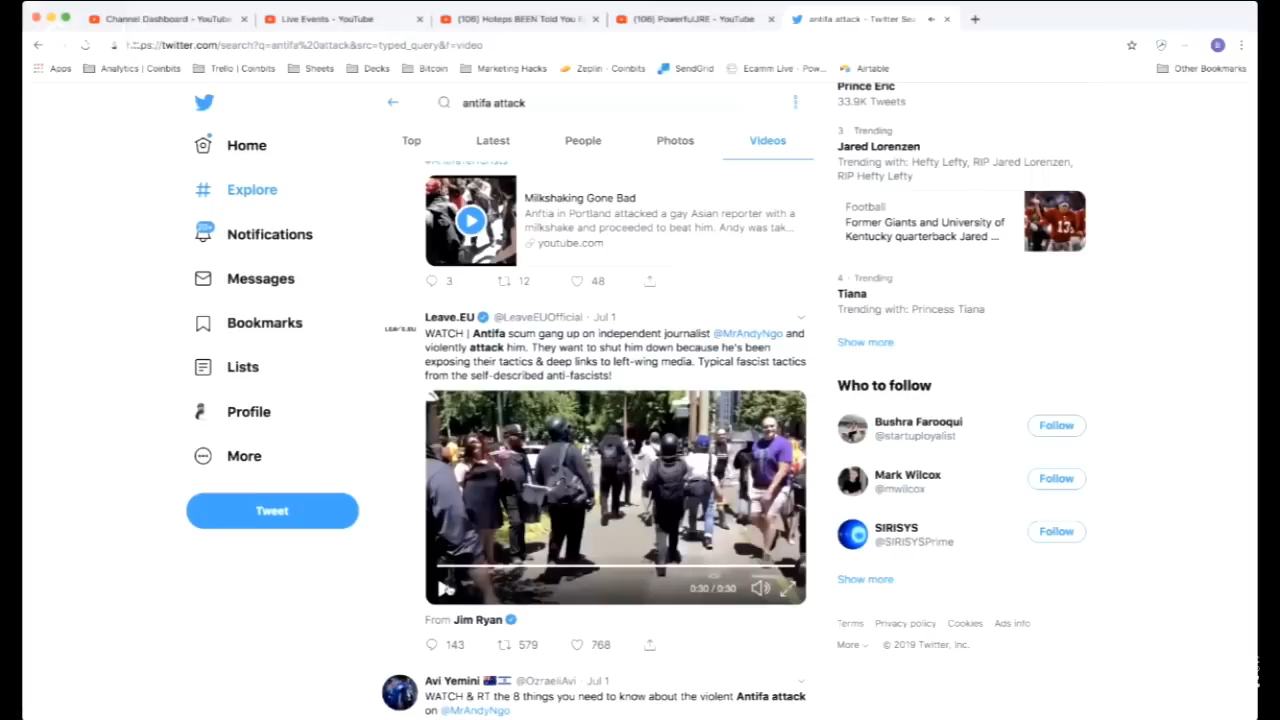 Channel Dashboard - YouTube
Live Events - YouTube
(106) Hoteps BEEN Told You
(106) PowerfulJRE - YouTube
antifa attack - Twitter Sea
twitter.com/search?q=antifa%20attack&src=typed_query&f=video
Apps
Analytics | Coinbits
Trello | Coinbits
Sheets
Decks
Bitcoin
Marketing Hacks
Zeplin - Coinbits
SendGrid
Ecamm Live - Pow...
Airtable
Other Bookmarks
Home
Explore
20+
Notifications
Messages
Bookmarks
Lists
Profile
More
Tweet
antifa attack
Top
Latest
People
Photos
Videos
Milkshaking Gone Bad
Anftia in Portland attacked a gay Asian reporter with a
milkshake and proceeded to beat him. Andy was tak...
youtube.com
3
12
48
Leave.EU @LeaveEUOfficial · Jul 1
WATCH | Antifa scum gang up on independent journalist @MrAndyNgo and
violently attack him. They want to shut him down because he's been
exposing their tactics & deep links to left-wing media. Typical fascist tactics
from the self-described anti-fascists!
0:30 / 0:30
From Jim Ryan
143
579
768
Avi Yemini @OzraeliAvi · Jul 1
WATCH & RT the 8 things you need to know about the violent Antifa attack
on @MrAndyNgo
Prince Eric
33.9K Tweets
3 · Trending
Jared Lorenzen
Trending with: Hefty Lefty, RIP Jared Lorenzen,
RIP Hefty Lefty
Football
Former Giants and University of
Kentucky quarterback Jared ...
4 · Trending
Tiana
Trending with: Princess Tiana
Show more
Who to follow
Bushra Farooqui
@startuployalist
Follow
Mark Wilcox
@mwilcox
Follow
SIRISYS
@SIRISYSPrime
Follow
Show more
Terms
Privacy policy
Cookies
Ads info
More
© 2019 Twitter, Inc.